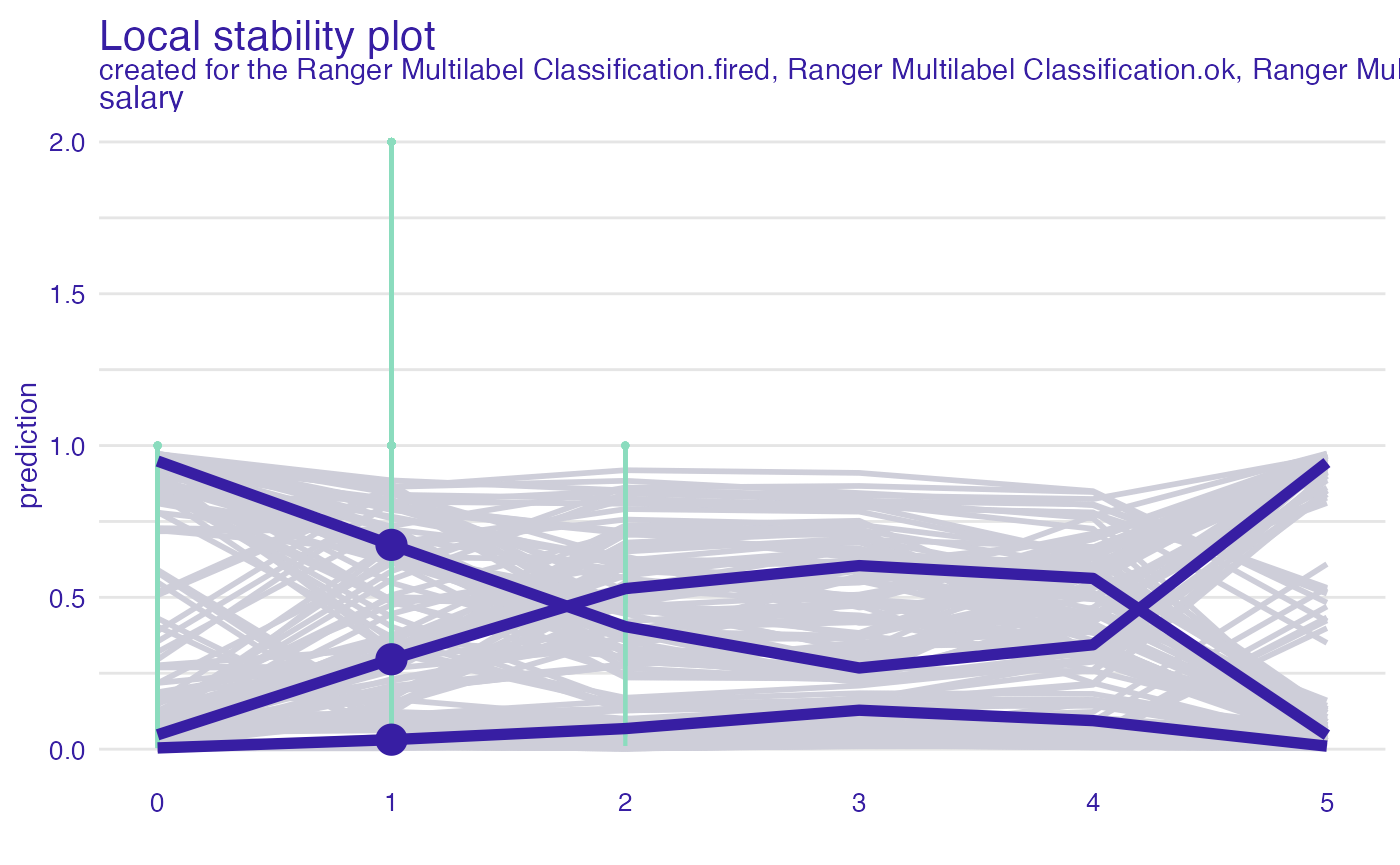 Local stability plot
created for the Ranger Multilabel Classification.fired, Ranger Multilabel Classification.ok, Ranger Mul
salary
2.0
1.5
1.0
0.5
0.0
prediction
0 1 2 3 4 5